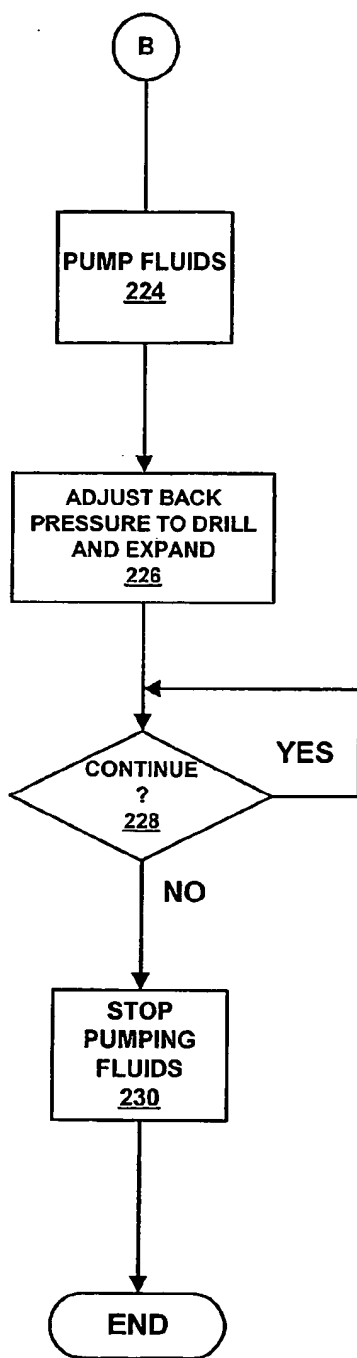 B
PUMP FLUIDS
224
ADJUST BACK
PRESSURE TO DRILL
AND EXPAND
226
CONTINUE
?
228
YES
NO
STOP
PUMPING
FLUIDS
230
END